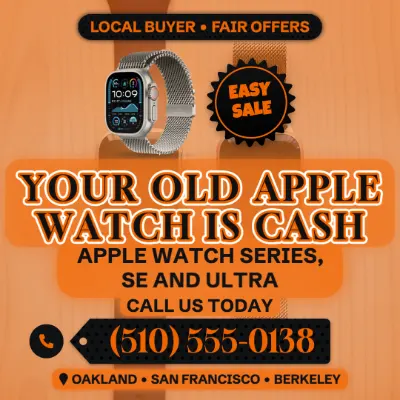 LOCAL BUYER • FAIR OFFERS
10:09
EASY
SALE
YOUR OLD APPLE
WATCH IS CASH
APPLE WATCH SERIES,
SE AND ULTRA
CALL US TODAY
(510) 555-0138
OAKLAND • SAN FRANCISCO • BERKELEY